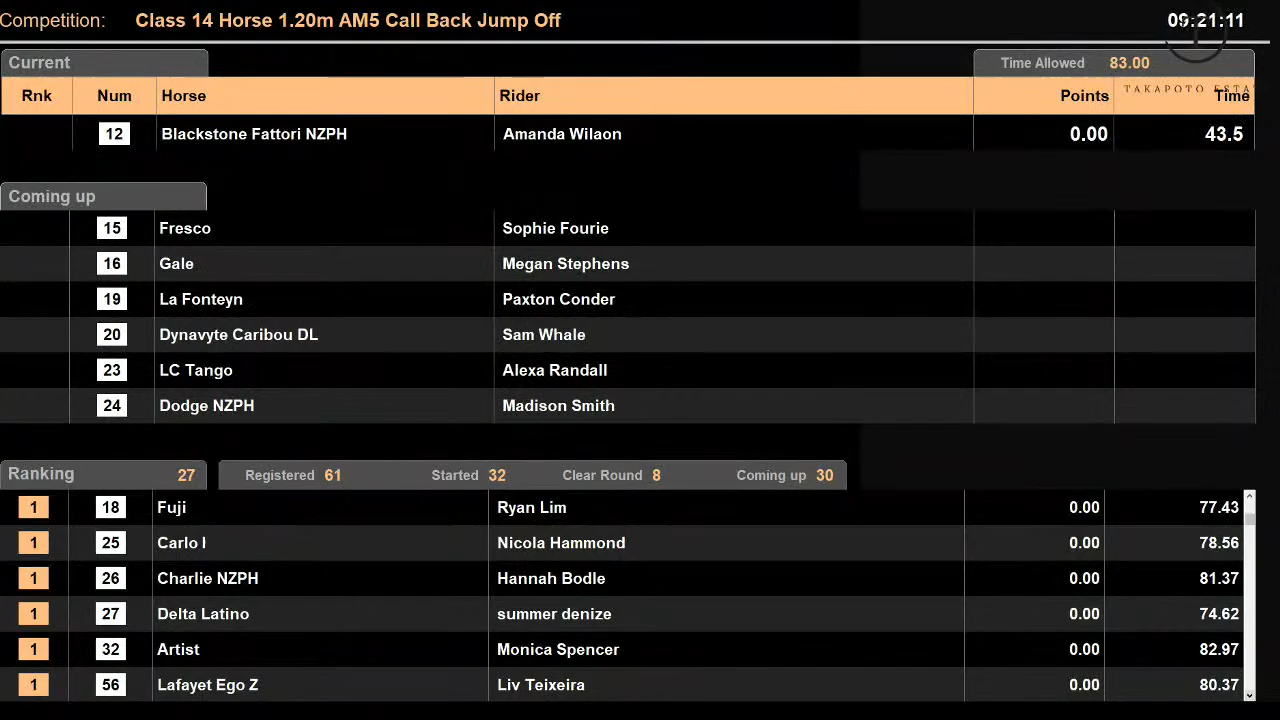 Competition: Class 14 Horse 1.20m AM5 Call Back Jump Off 09:21:11
Current Time Allowed 83.00
Rnk Num Horse Rider Points Time
TAKAPOTO ESTA
12 Blackstone Fattori NZPH Amanda Wilaon 0.00 43.5
Coming up
15 Fresco Sophie Fourie
16 Gale Megan Stephens
19 La Fonteyn Paxton Conder
20 Dynavyte Caribou DL Sam Whale
23 LC Tango Alexa Randall
24 Dodge NZPH Madison Smith
Ranking 27 Registered 61 Started 32 Clear Round 8 Coming up 30
1 18 Fuji Ryan Lim 0.00 77.43
1 25 Carlo I Nicola Hammond 0.00 78.56
1 26 Charlie NZPH Hannah Bodle 0.00 81.37
1 27 Delta Latino summer denize 0.00 74.62
1 32 Artist Monica Spencer 0.00 82.97
1 56 Lafayet Ego Z Liv Teixeira 0.00 80.37